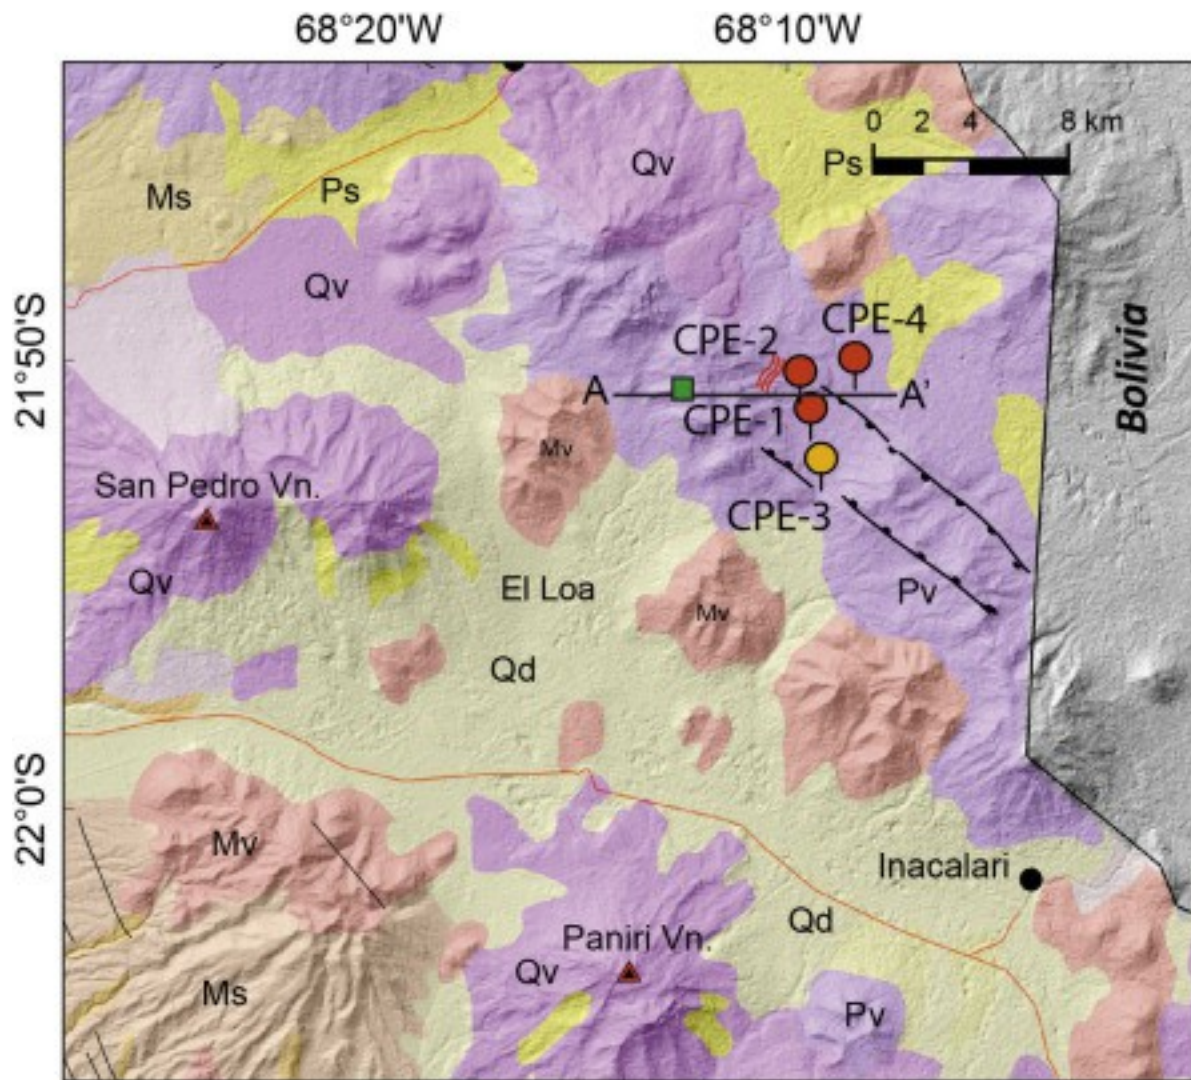 68°20'W
68°10'W
0 2 4 8 km
Ps
Qv
Ms
Ps
Qv
21°50'S
CPE-4
CPE-2
A
A'
CPE-1
Bolivia
Mv
San Pedro Vn.
CPE-3
Qv
El Loa
Pv
Mv
Qd
22°0'S
Mv
Inacalari
Qd
Paniri Vn.
Qv
Ms
Pv